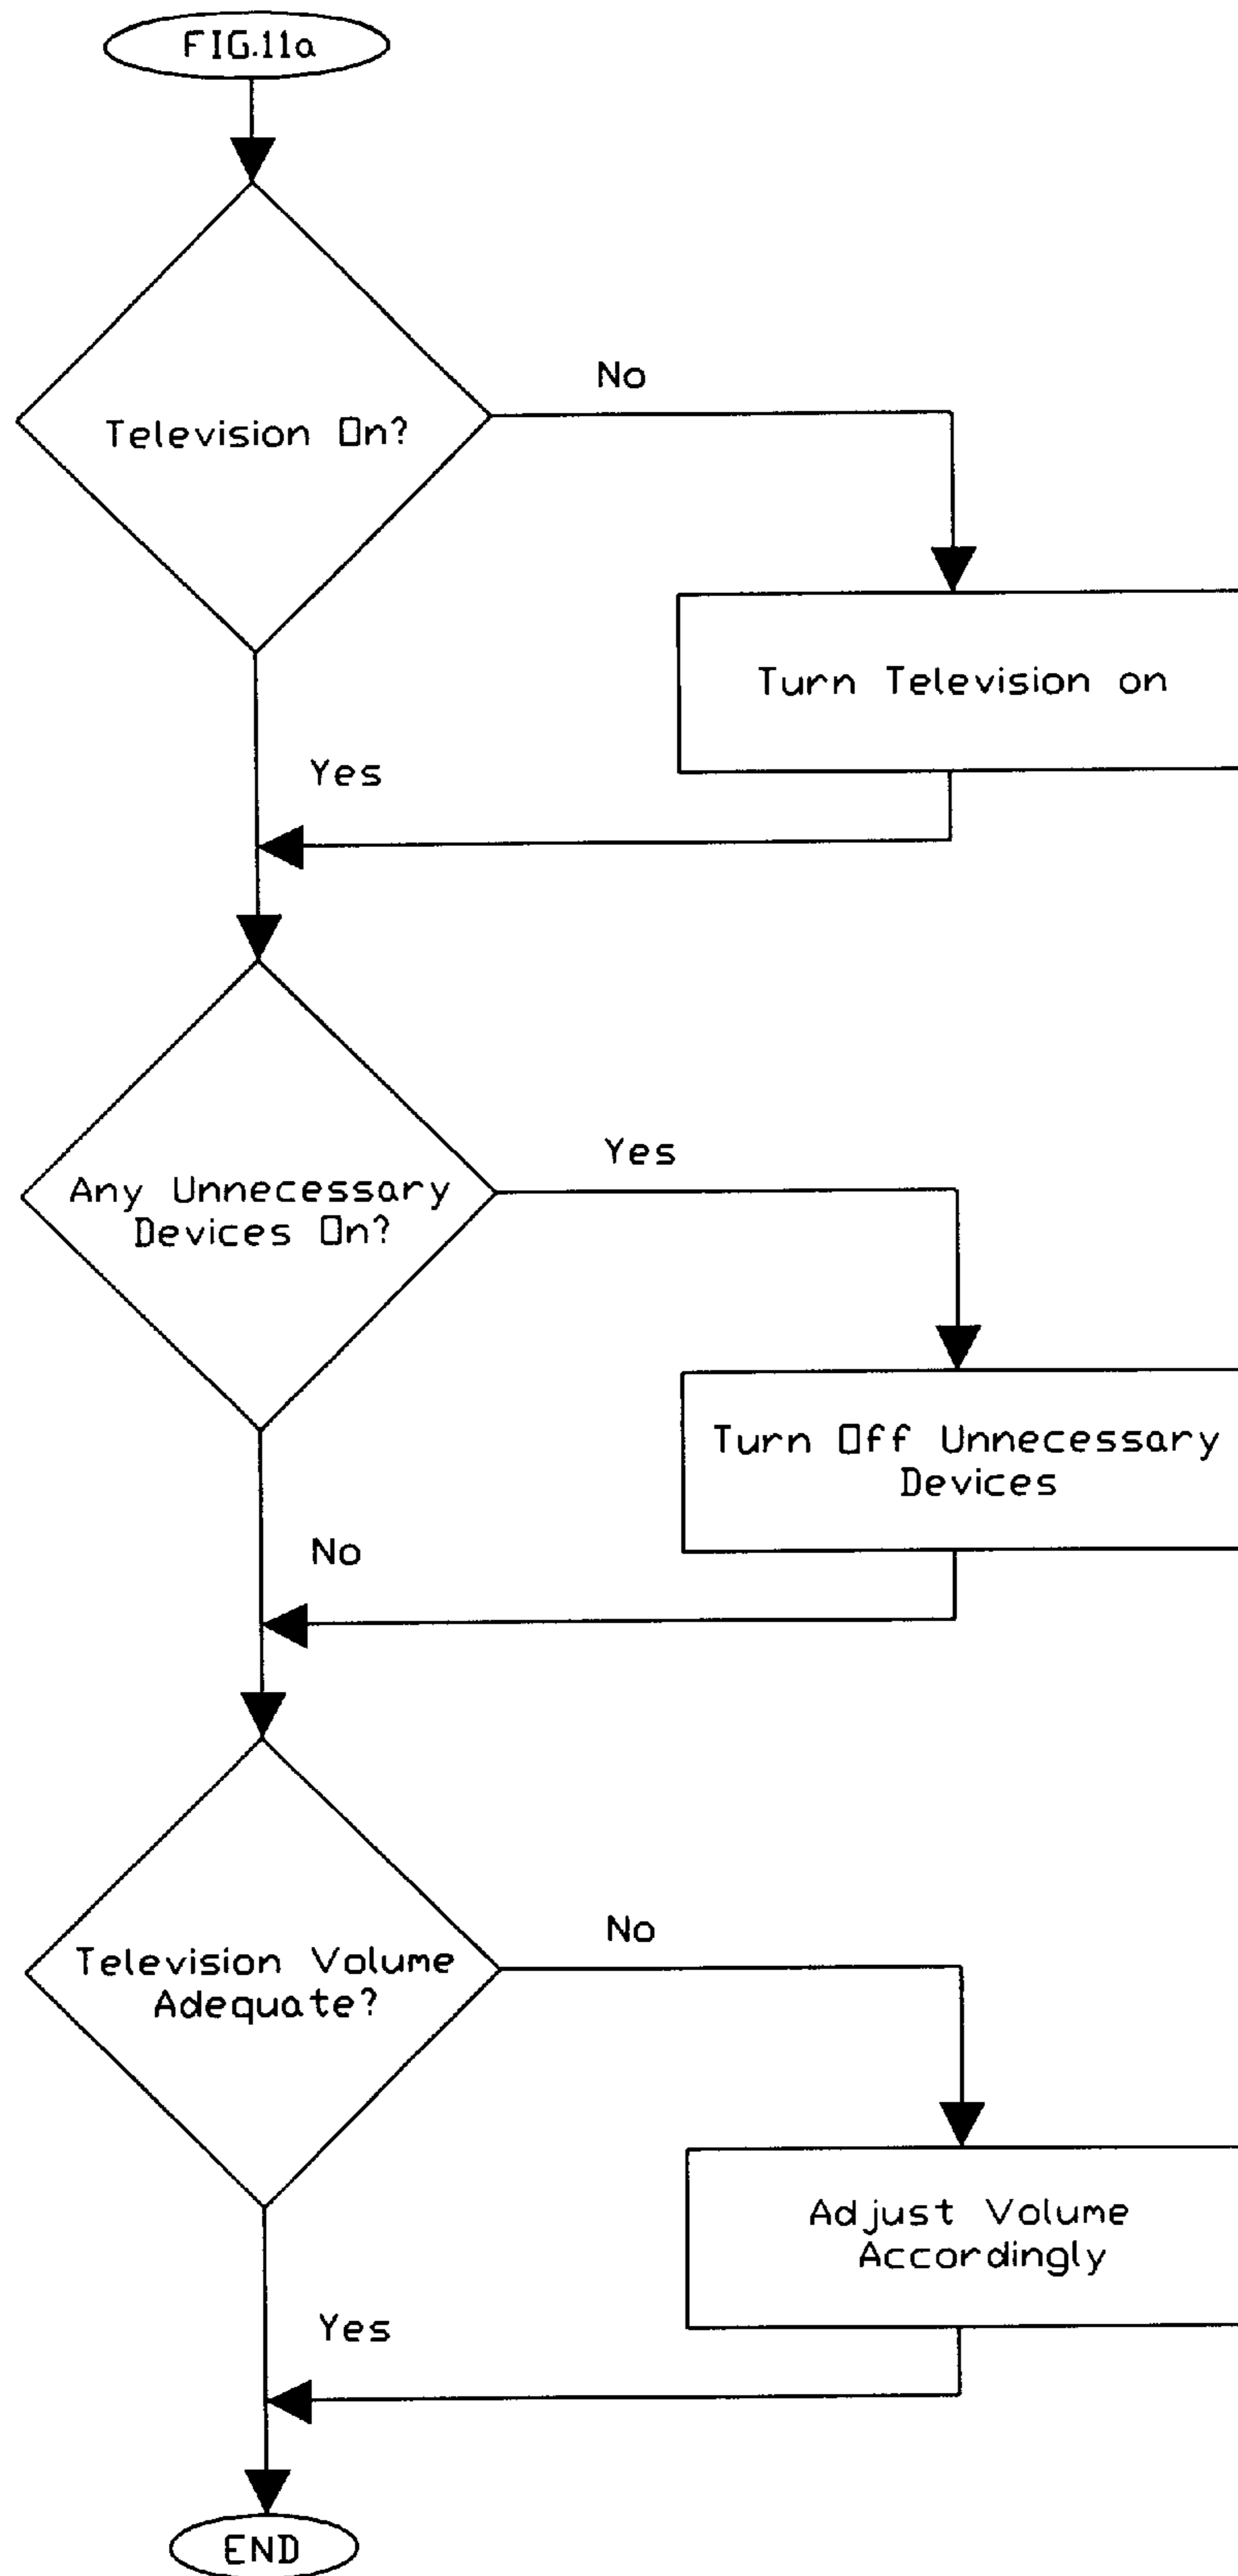 FIG.11a
Television On?
No
Turn Television on
Yes
Any Unnecessary
Devices On?
Yes
Turn Off Unnecessary
Devices
No
Television Volume
Adequate?
No
Adjust Volume
Accordingly
Yes
END